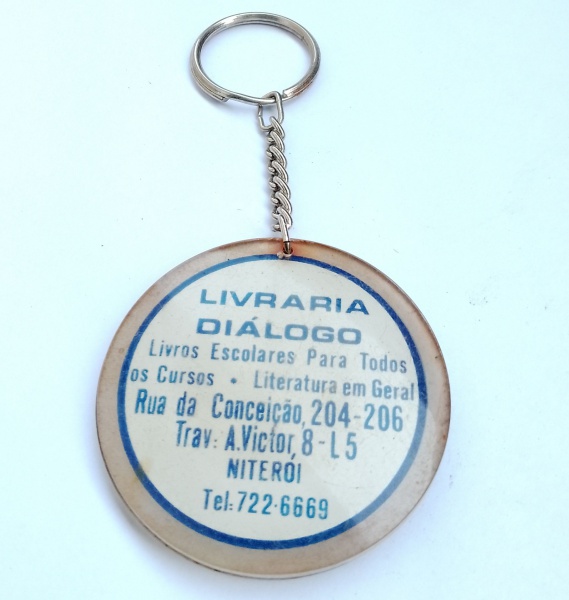 LIVRARIA
DIÁLOGO
Livros Escolares Para Todos
os Cursos • Literatura em Geral
Rua da Conceição, 204-206
Trav: A.Victor, 8-L5
NITERÓI
Tel:722-6669